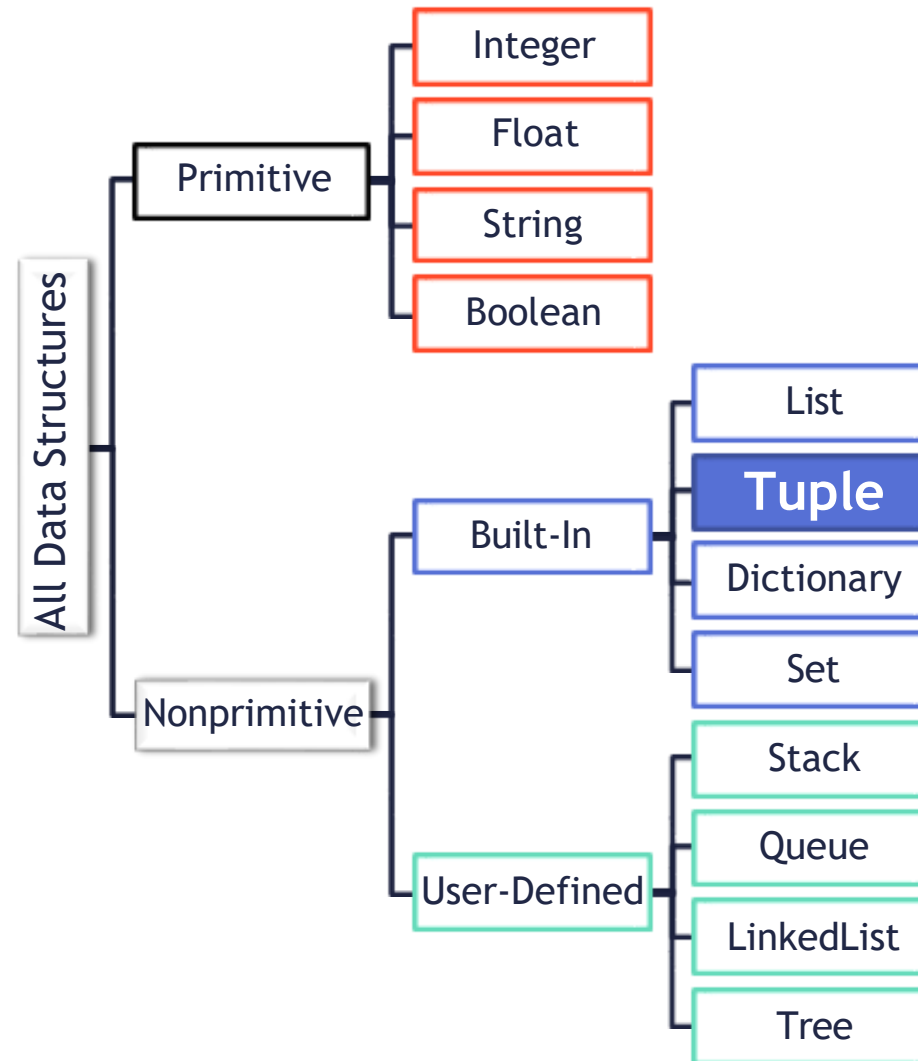 All Data Structures
Primitive
Integer
Float
String
Boolean
Nonprimitive
Built-In
List
Tuple
Dictionary
Set
User-Defined
Stack
Queue
LinkedList
Tree